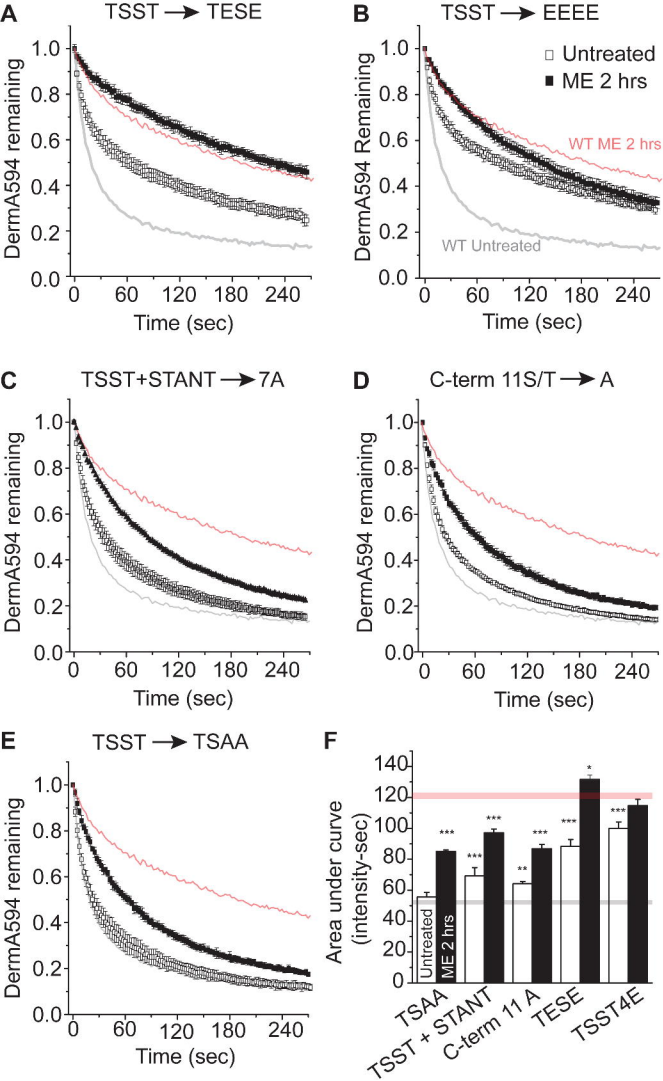 A TSST → TESE
DermA594 remaining
1.0
0.8
0.6
0.4
0.2
0.0
0 60 120 180 240
Time (sec)
B TSST → EEEE
Untreated
ME 2 hrs
WT ME 2 hrs
WT Untreated
DermA594 Remaining
1.0
0.8
0.6
0.4
0.2
0.0
0 60 120 180 240
Time (sec)
C TSST+STANT → 7A
DermA594 remaining
1.0
0.8
0.6
0.4
0.2
0.0
0 60 120 180 240
Time (sec)
D C-term 11S/T → A
DermA594 remaining
1.0
0.8
0.6
0.4
0.2
0.0
0 60 120 180 240
Time (sec)
E TSST → TSAA
DermA594 remaining
1.0
0.8
0.6
0.4
0.2
0.0
0 60 120 180 240
Time (sec)
F
Area under curve
(intensity-sec)
140
120
100
80
60
50
40
20
0
*** *** *** ** *** *** * ***
Untreated
ME 2 hrs
TSAA
TSST + STANT
C-term 11 A
TESE
TSST4E